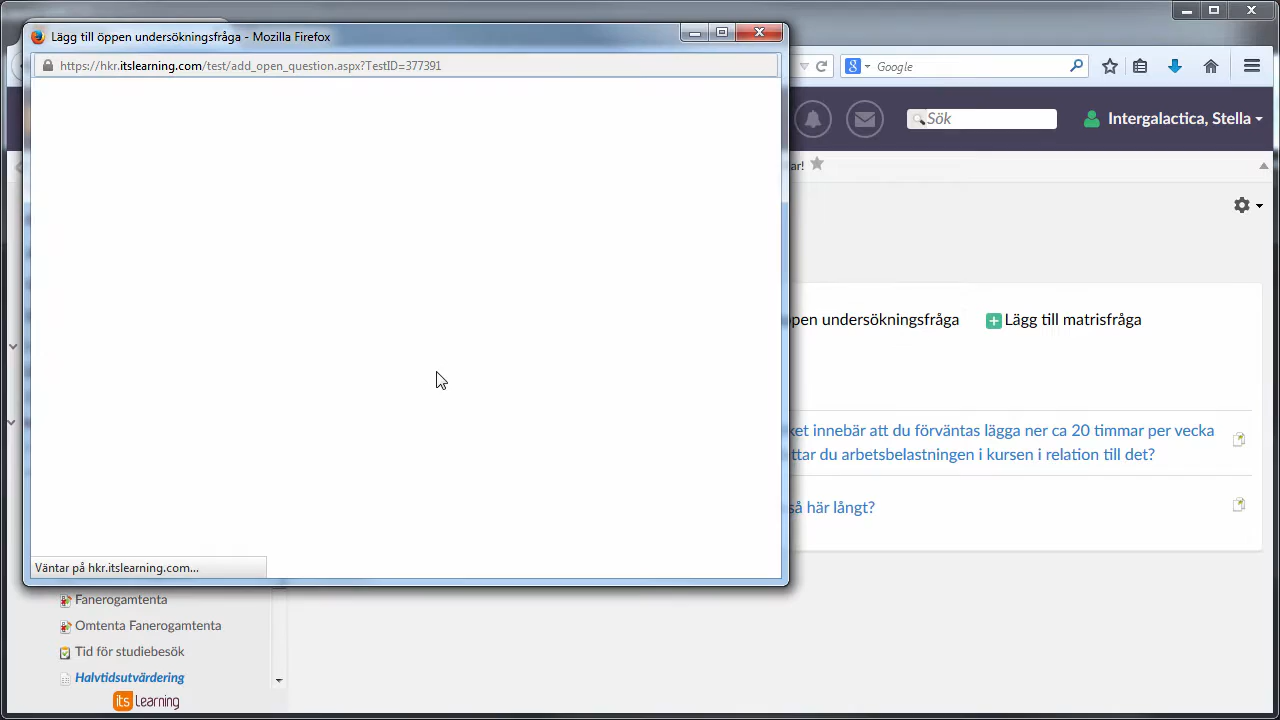 Lägg till öppen undersökningsfråga - Mozilla Firefox
https://hkr.itslearning.com/test/add_open_question.aspx?TestID=377391
Google
Sök
Intergalactica, Stella
ar!
pen undersökningsfråga
Lägg till matrisfråga
ket innebär att du förväntas lägga ner ca 20 timmar per vecka
ttar du arbetsbelastningen i kursen i relation till det?
så här långt?
Väntar på hkr.itslearning.com...
Fanerogamtenta
Omtenta Fanerogamtenta
Tid för studiebesök
Halvtidsutvärdering
its Learning